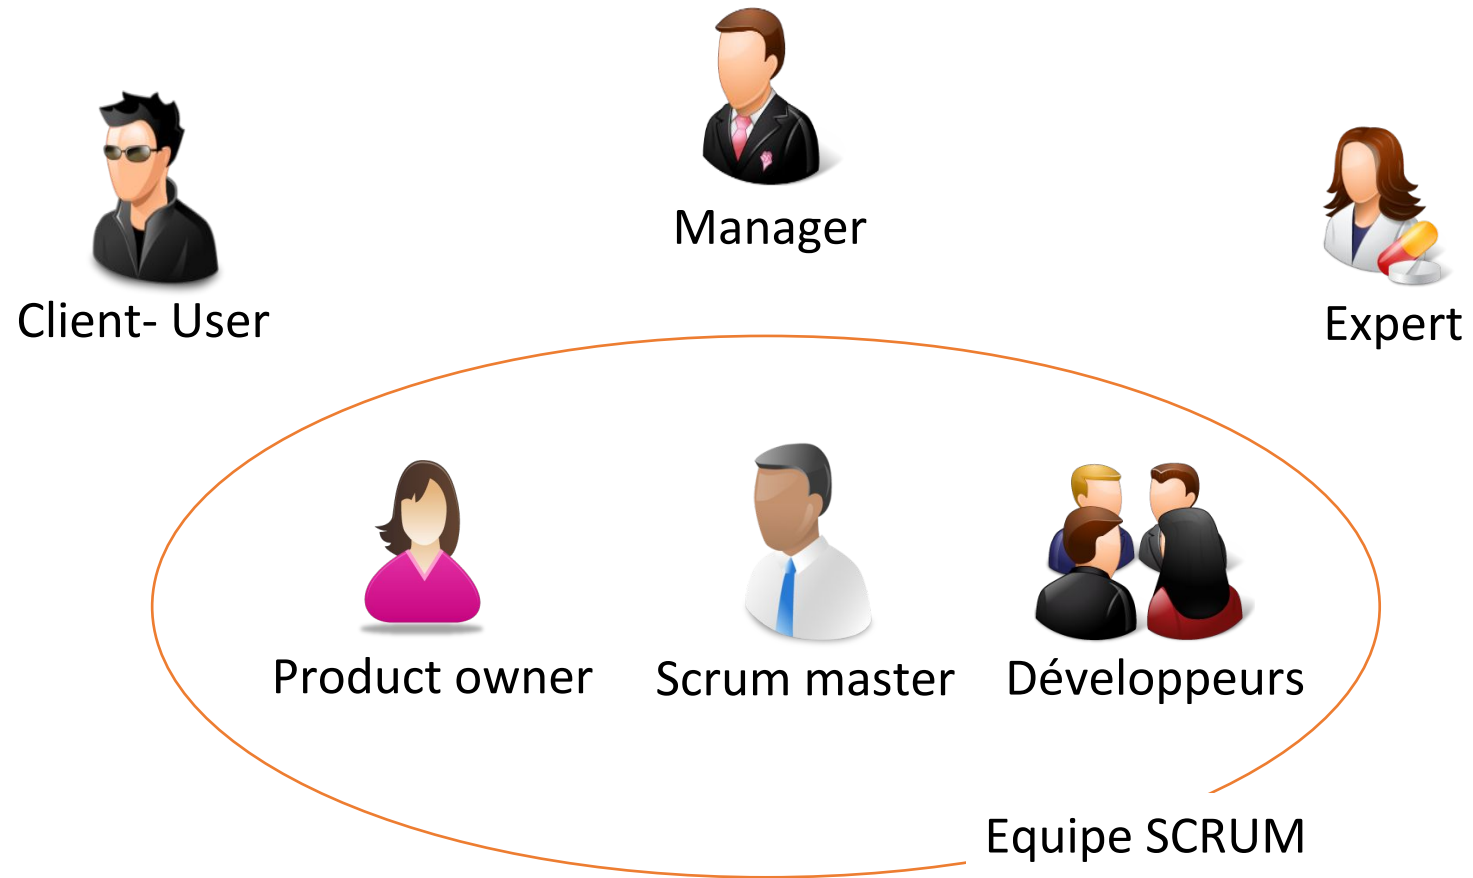 Manager
Client- User
Expert
Product owner
Scrum master
Développeurs
Equipe SCRUM